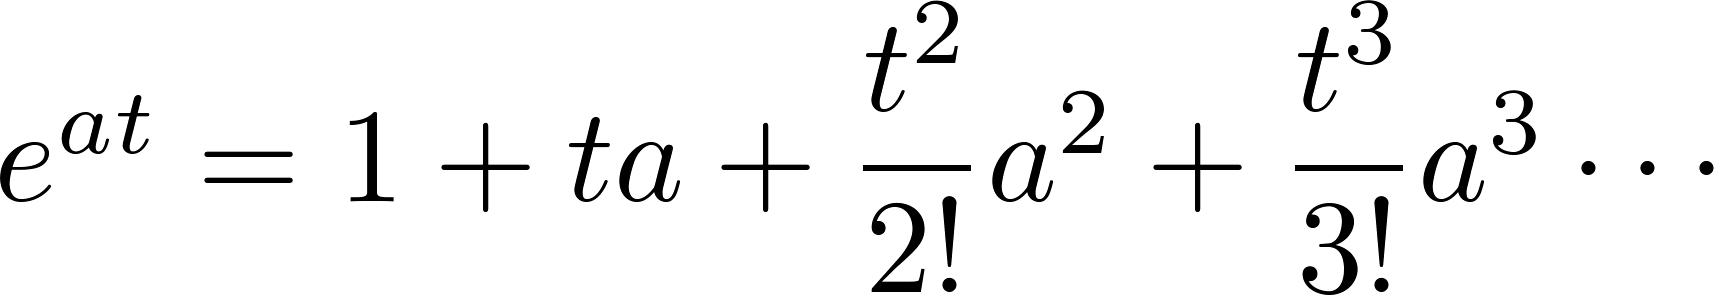 e^{at} = 1 + ta + \frac{t^2}{2!}a^2 + \frac{t^3}{3!}a^3 \cdots